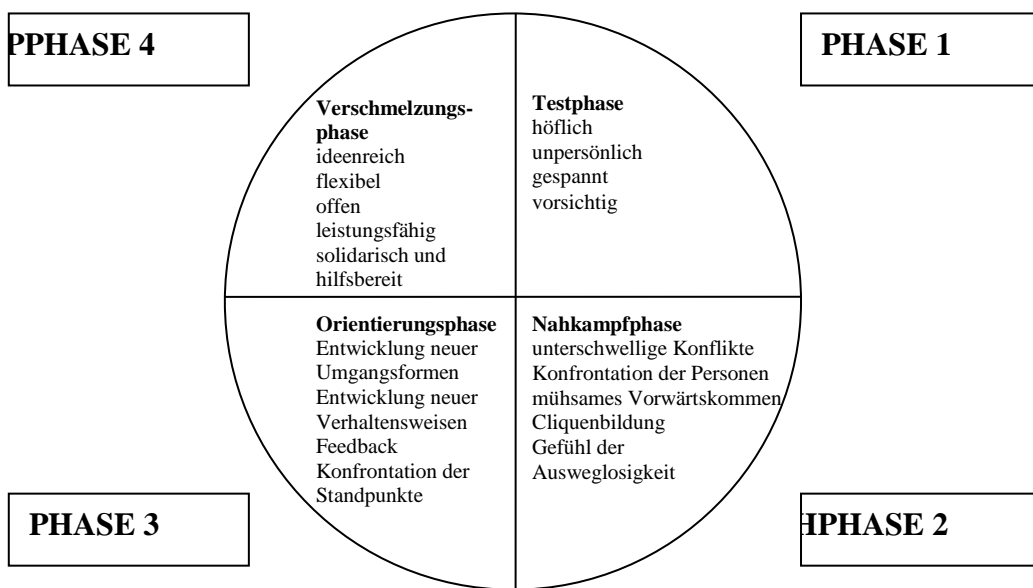 PPHASE 4
PHASE 1
Verschmelzungs-
phase
ideenreich
flexibel
offen
leistungsfähig
solidarisch und
hilfsbereit
Testphase
höflich
unpersönlich
gespannt
vorsichtig
Orientierungsphase
Entwicklung neuer
Umgangsformen
Entwicklung neuer
Verhaltensweisen
Feedback
Konfrontation der
Standpunkte
Nahkampfphase
unterschwellige Konflikte
Konfrontation der Personen
mühsames Vorwärtskommen
Cliquenbildung
Gefühl der
Ausweglosigkeit
PHASE 3
HPHASE 2